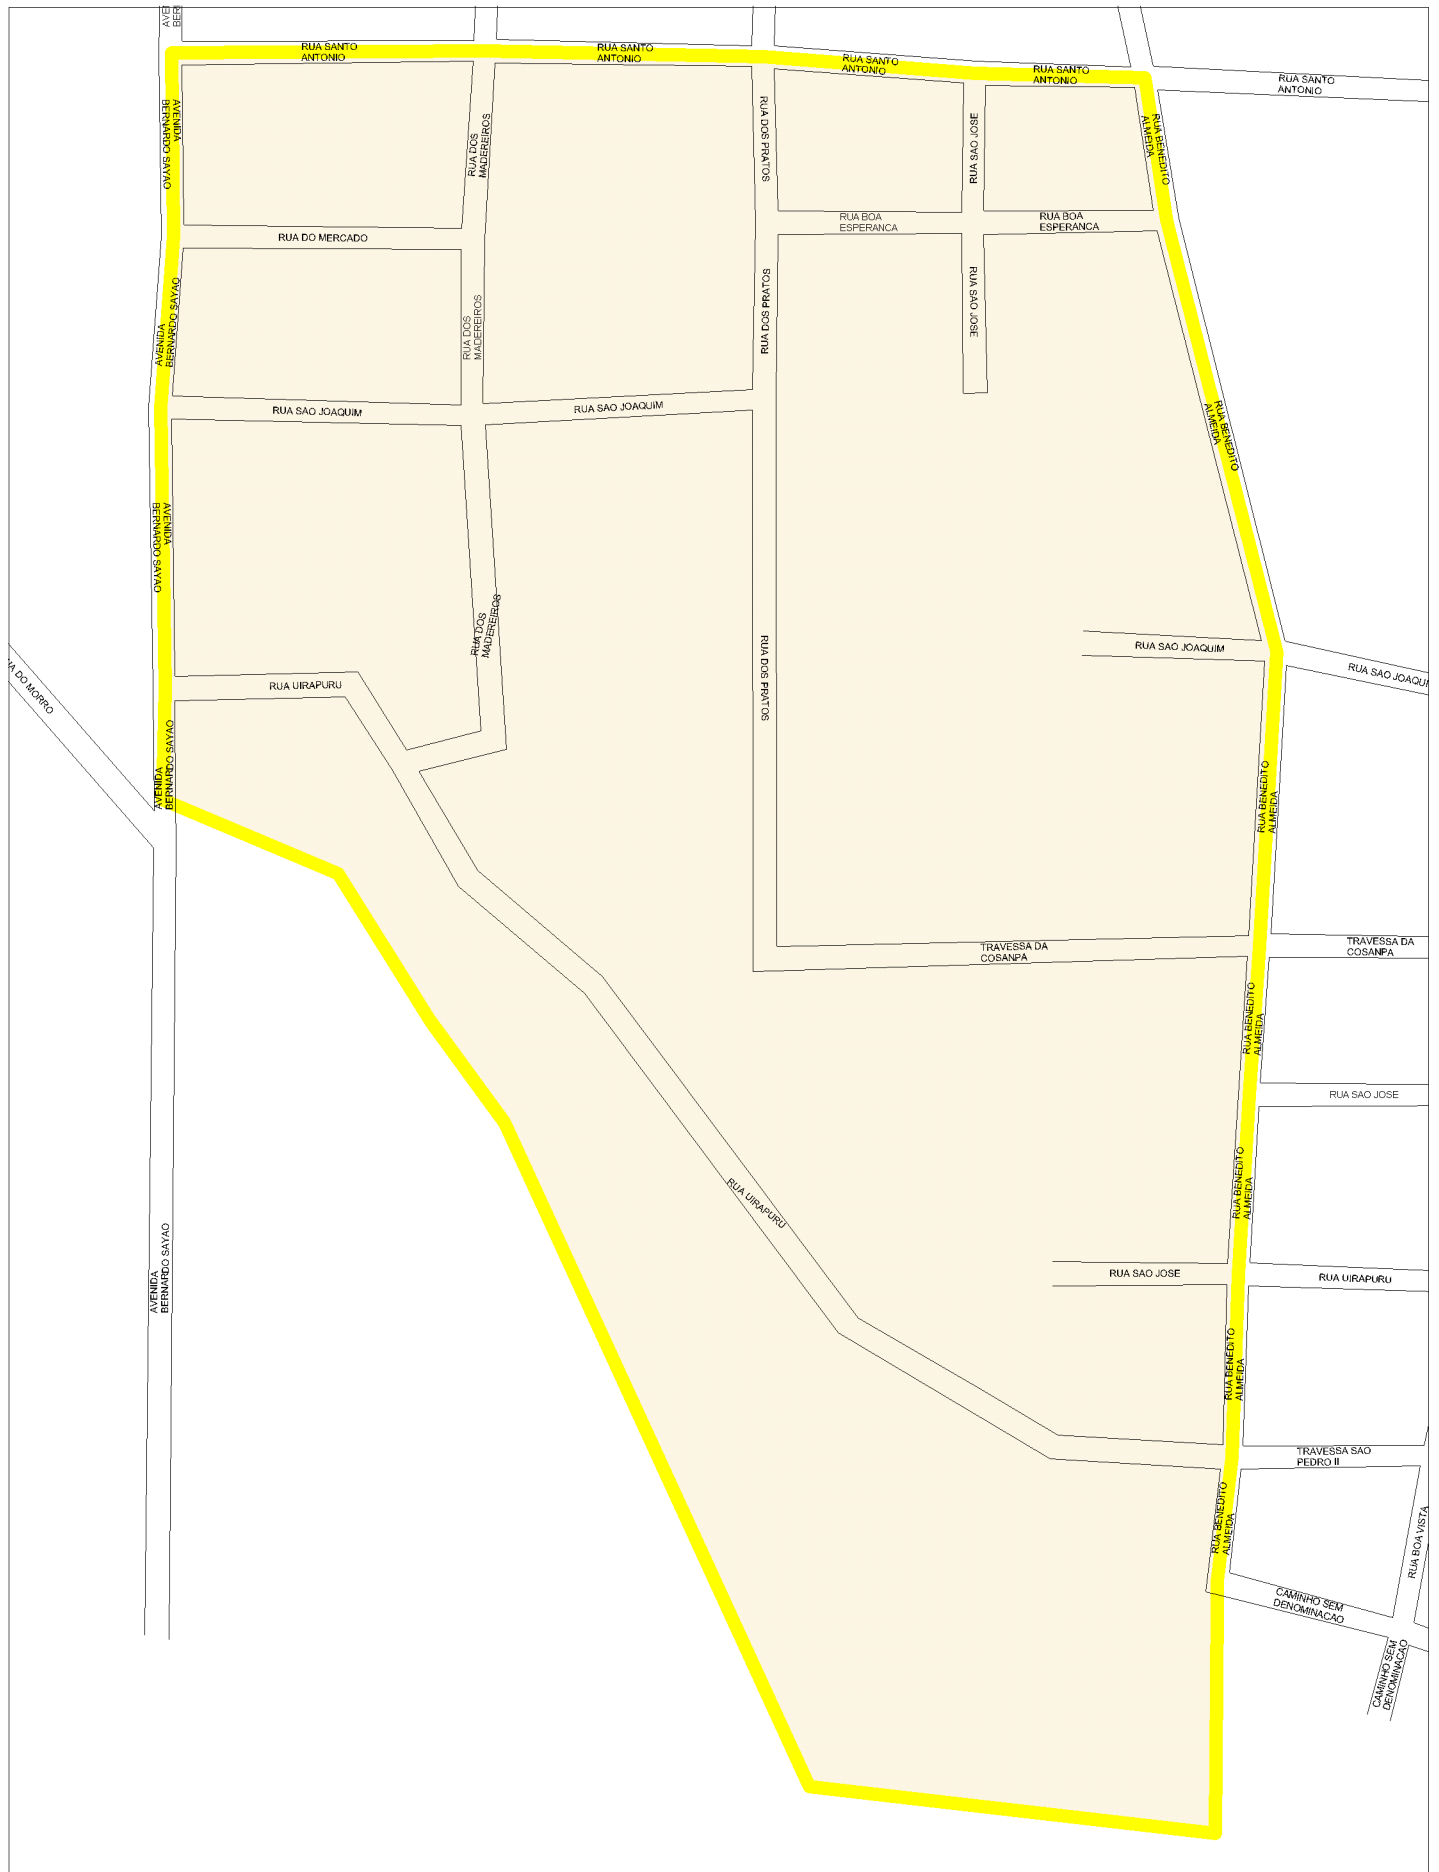 RUA SANTO
ANTONIO
RUA SANTO
ANTONIO
RUA SANTO
ANTONIO
RUA SANTO
ANTONIO
RUA SANTO
ANTONIO
AVENIDA
BERNARDO SAYAO
RUA DOS
MADEREIROS
RUA DOS PRATOS
RUA SAO JOSE
RUA BENEDITO
ALMEIDA
RUA DO MERCADO
RUA BOA
ESPERANCA
RUA BOA
ESPERANCA
AVENIDA
BERNARDO SAYAO
RUA DOS
MADEREIROS
RUA DOS PRATOS
RUA SAO JOSE
RUA SAO JOAQUIM
RUA SAO JOAQUIM
RUA BENEDITO
ALMEIDA
AVENIDA
BERNARDO SAYAO
RUA DOS
MADEREIROS
RUA DOS PRATOS
RUA SAO JOAQUIM
RUA SAO JOAQUI
DO MORRO
RUA UIRAPURU
AVENIDA
BERNARDO SAYAO
RUA BENEDITO
ALMEIDA
TRAVESSA DA
COSANPA
TRAVESSA DA
COSANPA
RUA BENEDITO
ALMEIDA
RUA SAO JOSE
RUA UIRAPURU
RUA BENEDITO
ALMEIDA
AVENIDA
BERNARDO SAYAO
RUA SAO JOSE
RUA UIRAPURU
RUA BENEDITO
ALMEIDA
TRAVESSA SAO
PEDRO II
RUA BENEDITO
ALMEIDA
RUA BOA VISTA
CAMINHO SEM
DENOMINACAO
CAMINHO SEM
DENOMINACAO